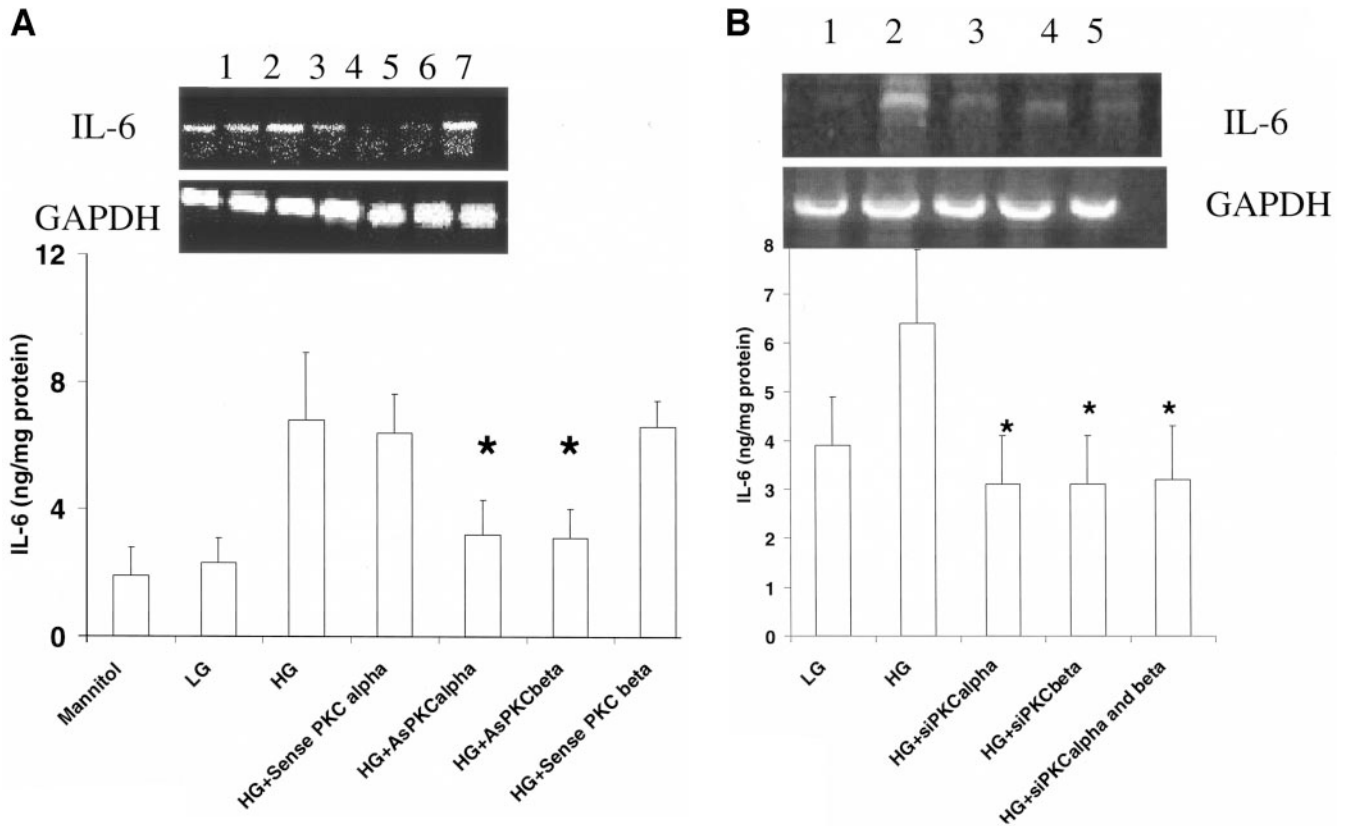 A
1 2 3 4 5 6 7
IL-6
GAPDH
12
8
4
0
IL-6 (ng/mg protein)
* *
Mannitol
LG
HG
HG+Sense PKC alpha
HG+AsPKCalpha
HG+AsPKCbeta
HG+Sense PKC beta
B
1 2 3 4 5
IL-6
GAPDH
8
7
6
5
4
3
2
1
0
IL-6 (ng/mg protein)
* * *
LG
HG
HG+siPKCalpha
HG+siPKCbeta
HG+siPKCalpha and beta